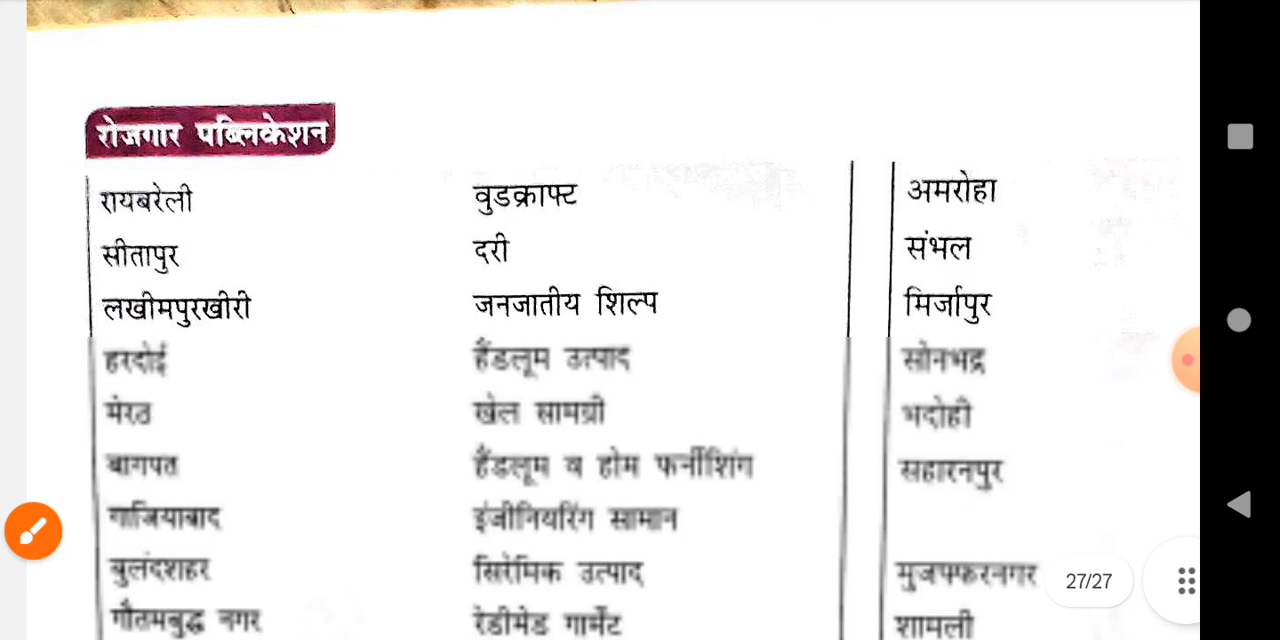 रोजगार पब्लिकेशन
रायबरेली वुडक्राफ्ट अमरोहा
सीतापुर दरी संभल
लखीमपुरखीरी जनजातीय शिल्प मिर्जापुर
हरदोई हैंडलूम उत्पाद सोनभद्र
मेरठ खेल सामग्री भदोही
बागपत हैंडलूम व होम फर्नीशिंग सहारनपुर
गाजियाबाद इंजीनियरिंग सामान
बुलंदशहर सिरेमिक उत्पाद मुजफ्फरनगर 27/27
गौतमबुद्ध नगर रेडीमेड गार्मेंट शामली